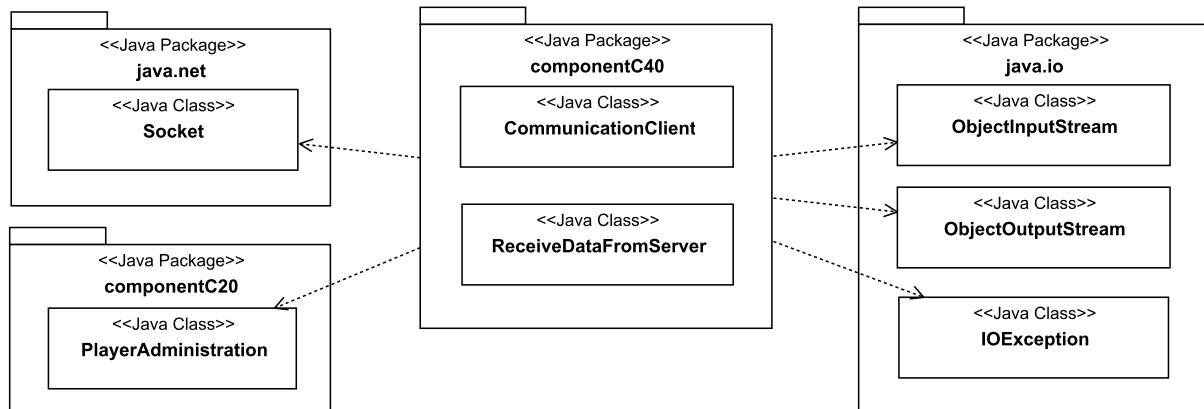 <<Java Package>>
java.net
<<Java Class>>
Socket
<<Java Package>>
componentC20
<<Java Class>>
PlayerAdministration
<<Java Package>>
componentC40
<<Java Class>>
CommunicationClient
<<Java Class>>
ReceiveDataFromServer
<<Java Package>>
java.io
<<Java Class>>
ObjectInputStream
<<Java Class>>
ObjectOutputStream
<<Java Class>>
IOException